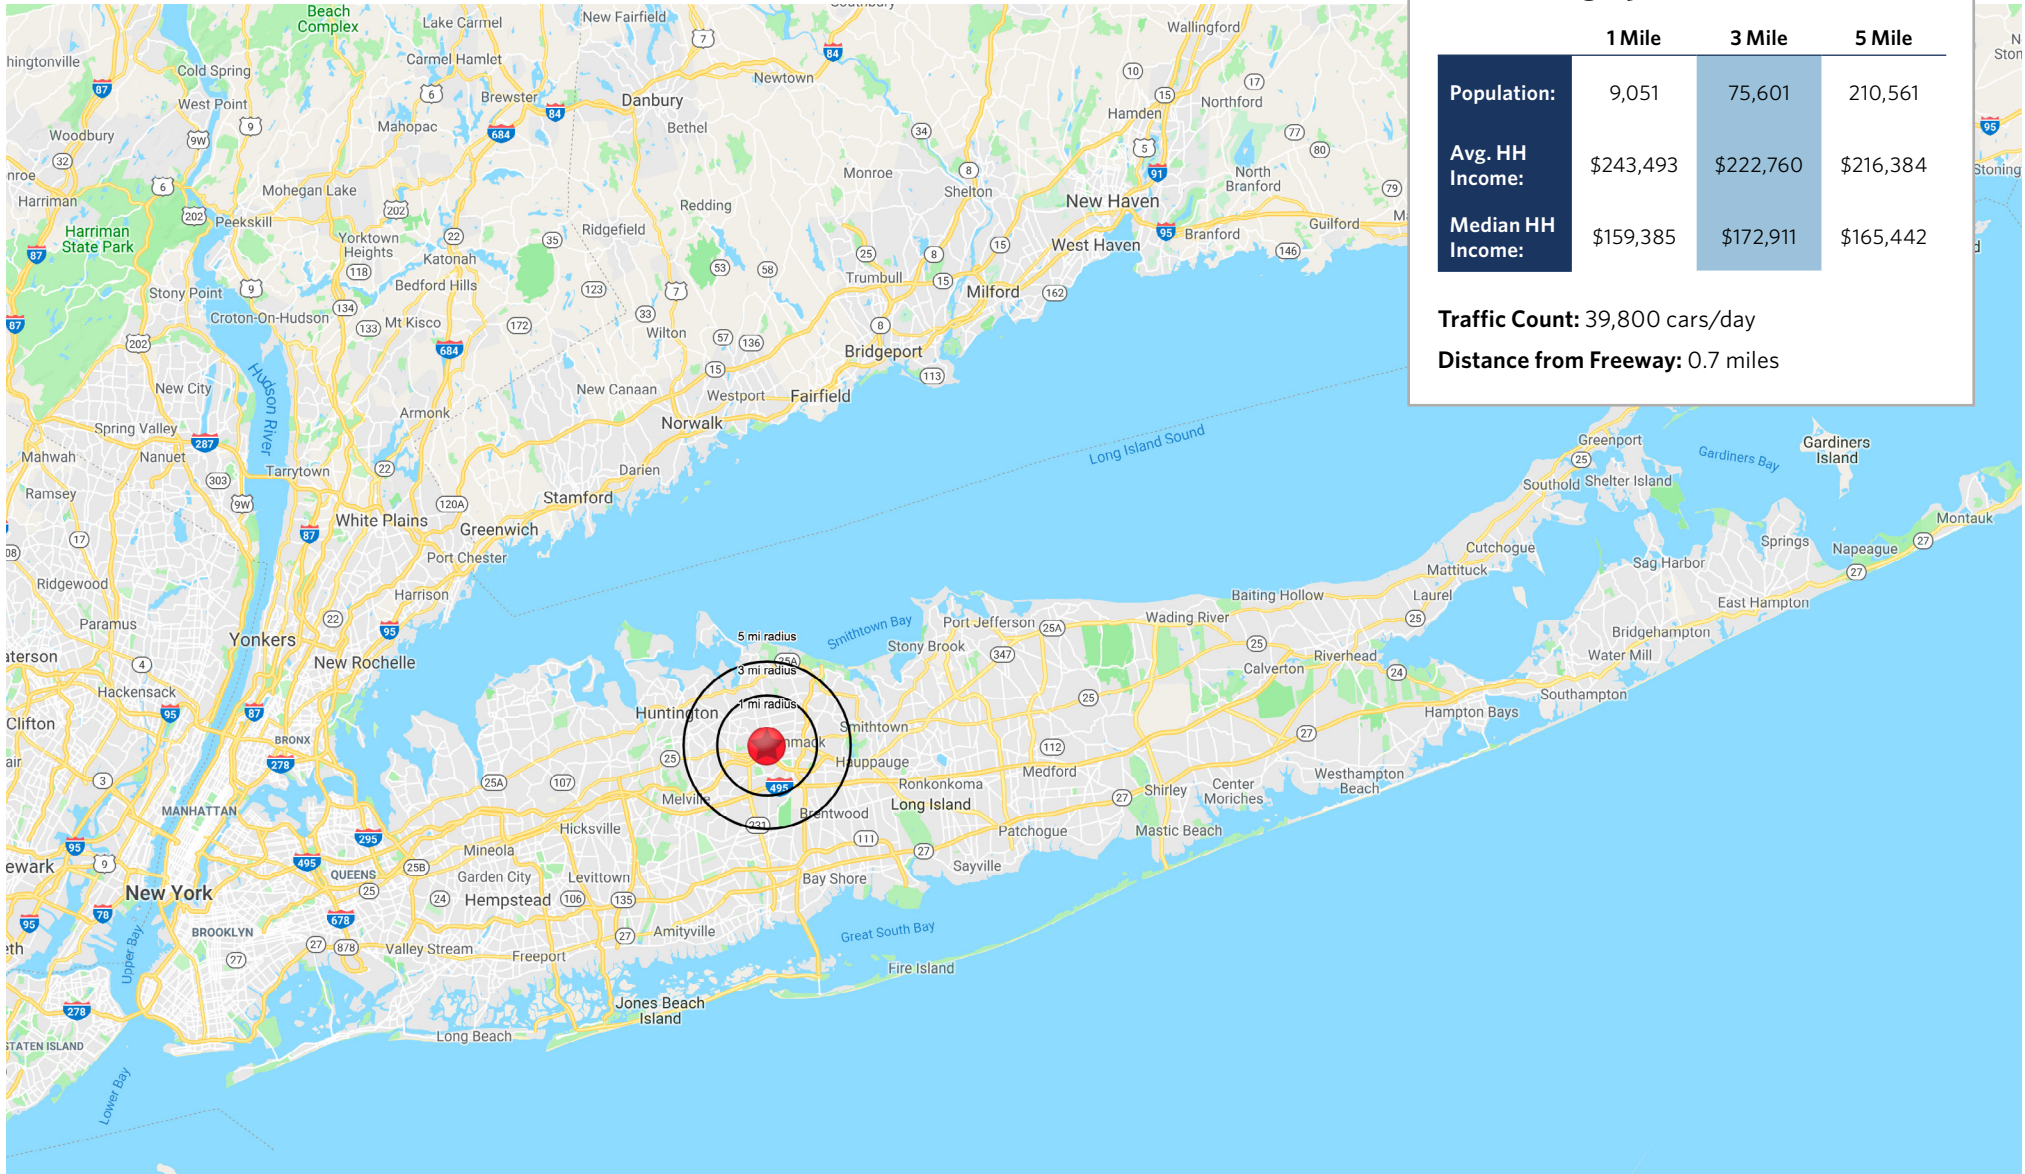 1 Mile 3 Mile 5 Mile
Population: 9,051 75,601 210,561
Avg. HH
Income: $243,493 $222,760 $216,384
Median HH
Income: $159,385 $172,911 $165,442
Traffic Count: 39,800 cars/day
Distance from Freeway: 0.7 miles
Beach
Complex
Lake Carmel
New Fairfield
Wallingford
Cold Spring
Carmel Hamlet
Newtown
West Point
Brewster
Danbury
Northford
Hamden
Woodbury
Mahopac
Bethel
Monroe
North
Branford
Harriman
Mohegan Lake
Shelton
New Haven
Redding
Peekskill
Ridgefield
Guilford
Harriman
State Park
Yorktown
Heights
Katonah
West Haven
Branford
Bedford Hills
Trumbull
Milford
Stony Point
Croton-On-Hudson
Mt Kisco
Wilton
Bridgeport
New City
Hudson River
New Canaan
Westport
Fairfield
Armonk
Norwalk
Spring Valley
Mahwah
Nanuet
Tarrytown
Darien
Long Island Sound
Greenport
Gardiners Bay
Gardiners
Island
Ramsey
Stamford
Southold
Shelter Island
White Plains
Greenwich
Montauk
Port Chester
Cutchogue
Springs
Napeague
Ridgewood
Mattituck
Sag Harbor
Harrison
Baiting Hollow
Laurel
East Hampton
Paramus
Wading River
Port Jefferson
Smithtown Bay
Yonkers
5 mi radius
Stony Brook
Bridgehampton
New Rochelle
3 mi radius
Calverton
Riverhead
Water Mill
Hackensack
1 mi radius
Southampton
Clifton
Huntington
Smithtown
Hampton Bays
BRONX
Hauppauge
Medford
Westhampton
Beach
Center
Moriches
Shirley
Ronkonkoma
Melville
Long Island
MANHATTAN
Brentwood
Hicksville
Patchogue
Mastic Beach
Mineola
Sayville
QUEENS
Garden City
Levittown
Bay Shore
New York
Hempstead
BROOKLYN
Amityville
Great South Bay
Valley Stream
Freeport
Upper Bay
Fire Island
Jones Beach
Island
Long Beach
STATEN ISLAND
Lower Bay